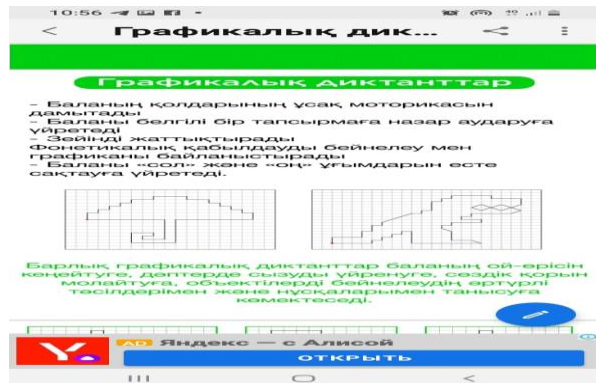 10:56
Графикалық дик...
Графикалық диктанттар
- Баланың қолдарының ұсақ моторикасын
дамытады
- Баланы белгілі бір тапсырмаға назар аударуға
үйретеді
- Зейінді жаттықтырады
Фонетикалық қабылдауды бейнелеу мен
графиканы байланыстырады
- Баланы «сол» және «оң» ұғымдарын есте
сақтауға үйретеді.
Барлық графикалық диктанттар баланың ой-өрісін
кеңейтуге, дәптерде сызуды үйренуге, сөздік қорын
молайтуға, объектілерді бейнелеудің әртүрлі
тәсілдерімен және нұсқаларымен танысуға
көмектеседі.
AD Яндекс — с Алисой
ОТКРЫТЬ